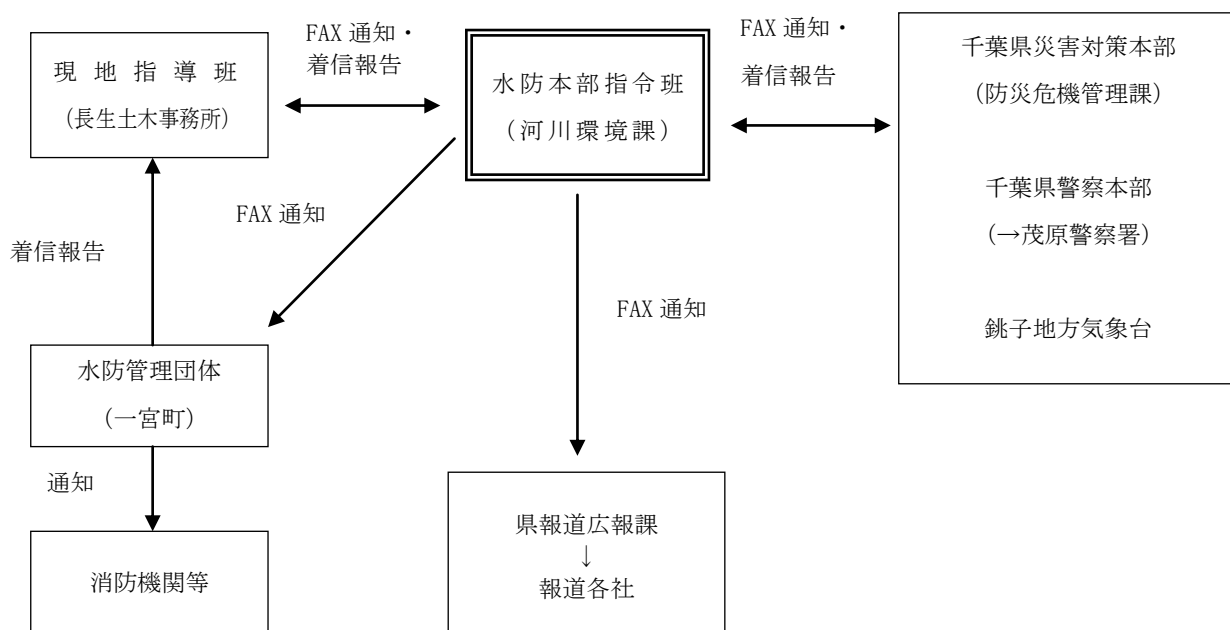 FAX 通知・
着信報告
現 地 指 導 班
(長生土木事務所)
水防本部指令班
(河川環境課)
FAX 通知・
着信報告
千葉県災害対策本部
(防災危機管理課)
千葉県警察本部
(→茂原警察署)
銚子地方気象台
FAX 通知
着信報告
FAX 通知
水防管理団体
(一宮町)
通知
消防機関等
県報道広報課
↓
報道各社